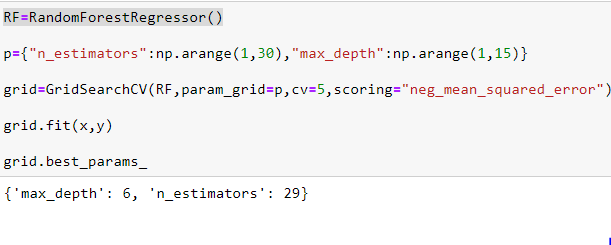 RF=RandomForestRegressor()
p={"n_estimators":np.arange(1,30),"max_depth":np.arange(1,15)}
grid=GridSearchCV(RF,param_grid=p,cv=5,scoring="neg_mean_squared_error")
grid.fit(x,y)
grid.best_params_
{'max_depth': 6, 'n_estimators': 29}